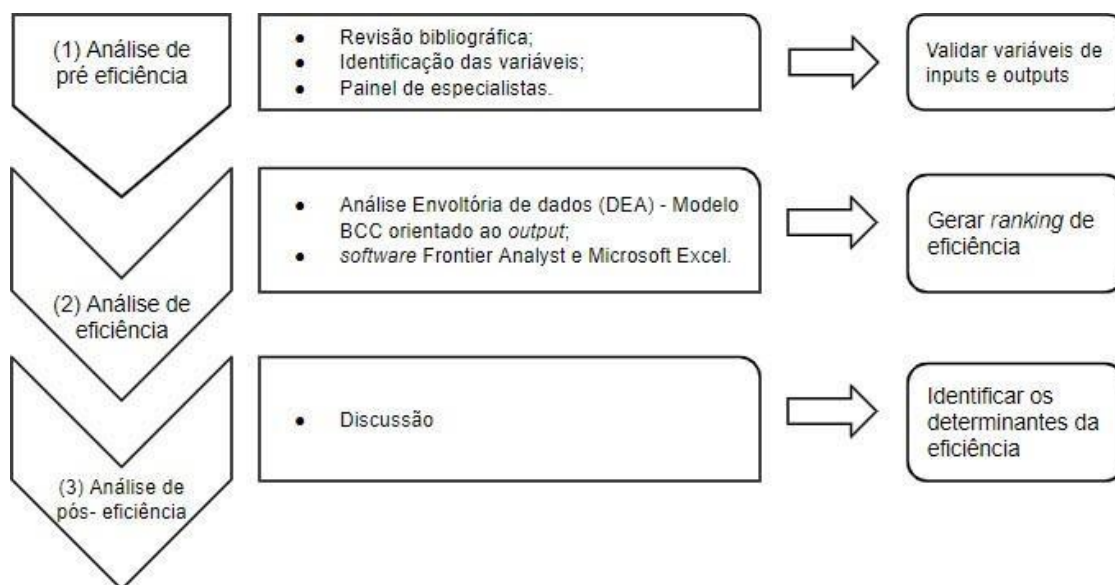 (1) Análise de
pré eficiência
● Revisão bibliográfica;
● Identificação das variáveis;
● Painel de especialistas.
Validar variáveis de
inputs e outputs
(2) Análise de
eficiência
● Análise Envoltória de dados (DEA) - Modelo
BCC orientado ao output;
● software Frontier Analyst e Microsoft Excel.
Gerar ranking de
eficiência
(3) Análise de
pós- eficiência
● Discussão
Identificar os
determinantes da
eficiência